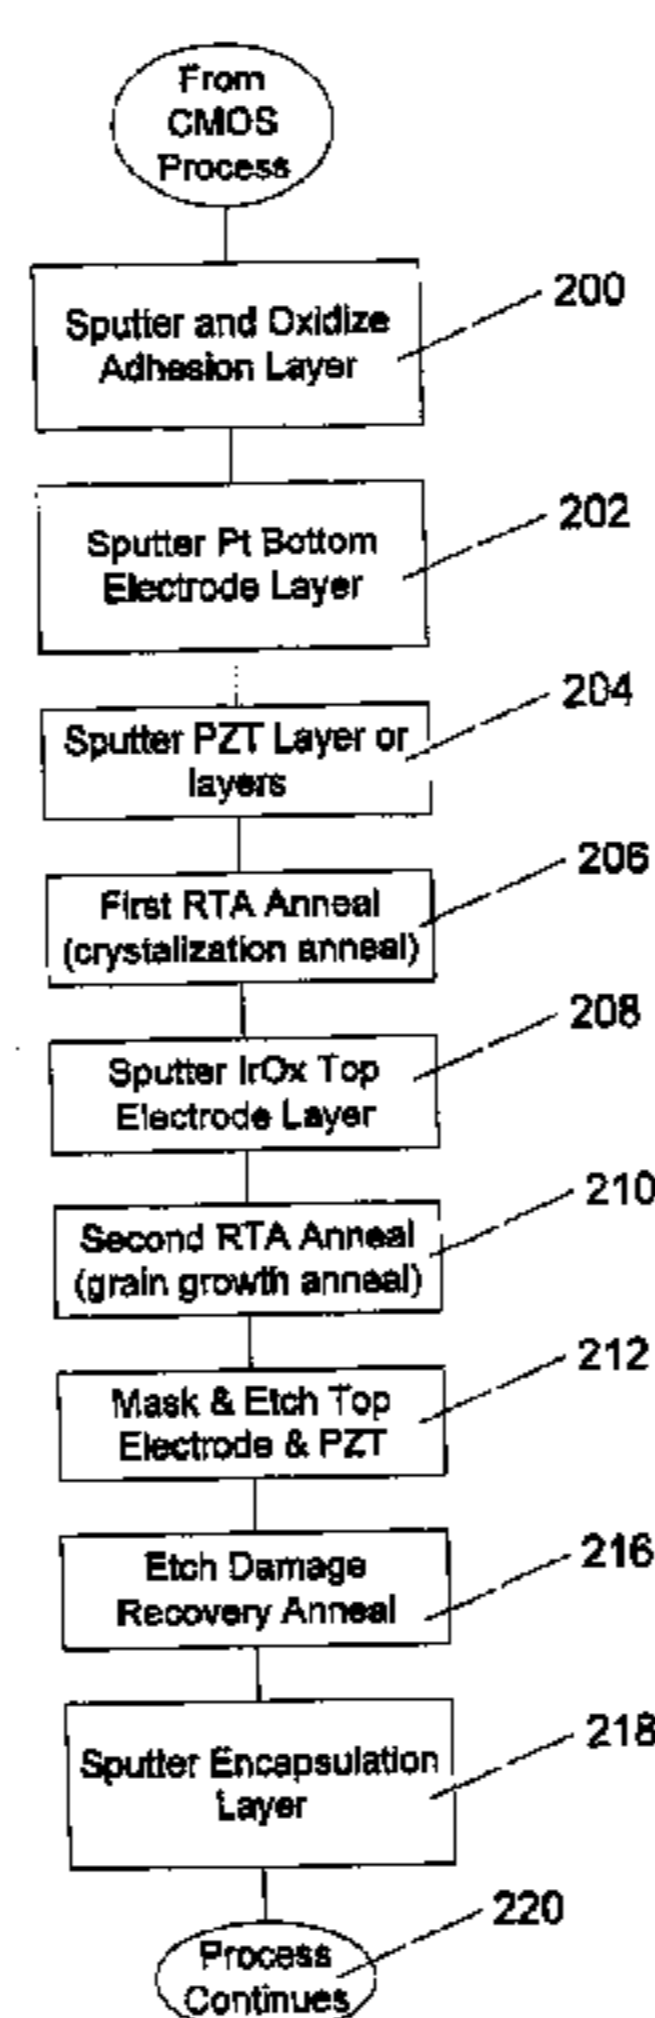 From
CMOS
Process
200
Sputter and Oxidize
Adhesion Layer
202
Sputter Pt Bottom
Electrode Layer
204
Sputter PZT Layer or
layers
206
First RTA Anneal
(crystalization anneal)
208
Sputter IrOx Top
Electrode Layer
210
Second RTA Anneal
(grain growth anneal)
212
Mask & Etch Top
Electrode & PZT
216
Etch Damage
Recovery Anneal
218
Sputter Encapsulation
Layer
220
Process
Continues